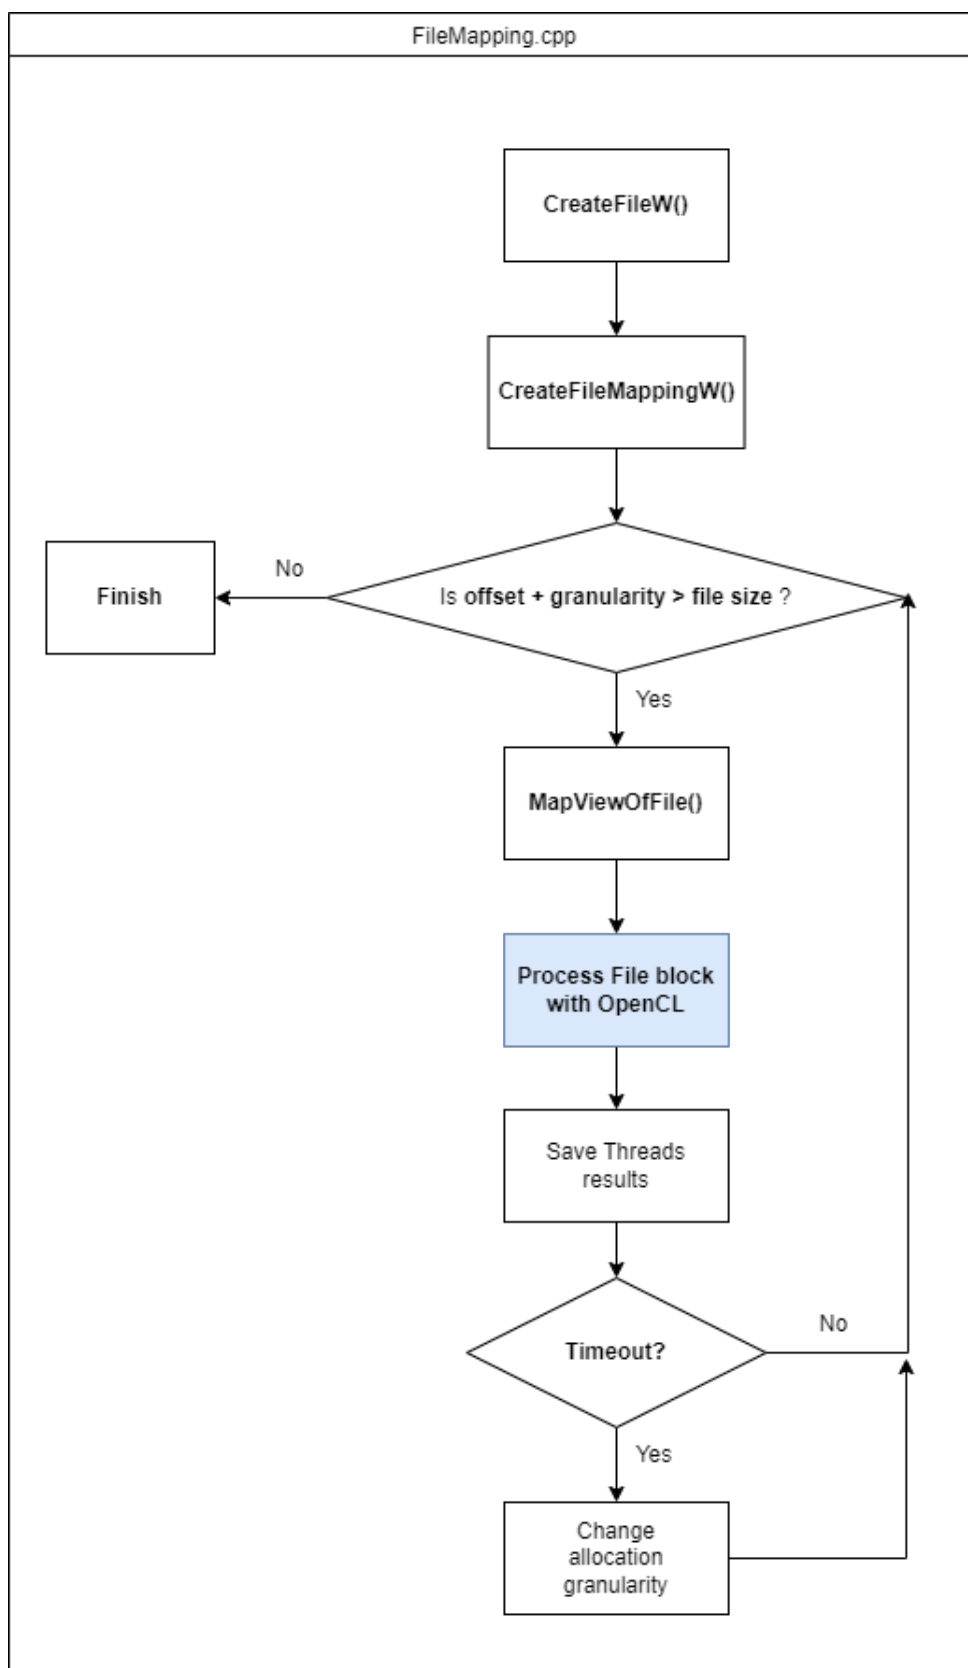 FileMapping.cpp
CreateFileW()
CreateFileMappingW()
Is offset + granularity > file size ?
No
Finish
Yes
MapViewOfFile()
Process File block
with OpenCL
Save Threads
results
Timeout?
No
Yes
Change
allocation
granularity